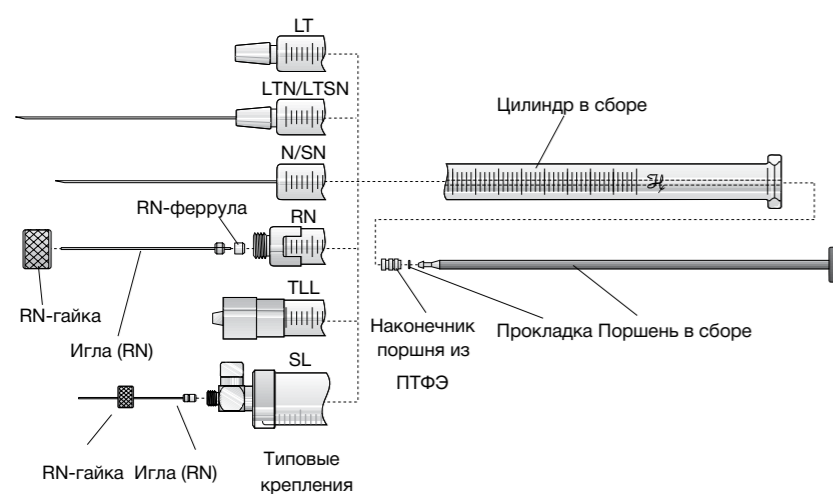 LT
LTN/LTSN
Цилиндр в сборе
N/SN
RN-феррула
RN
RN-гайка
Игла (RN)
TLL
Наконечник
поршня из
ПТФЭ
Прокладка Поршень в сборе
SL
RN-гайка Игла (RN)
Типовые
крепления